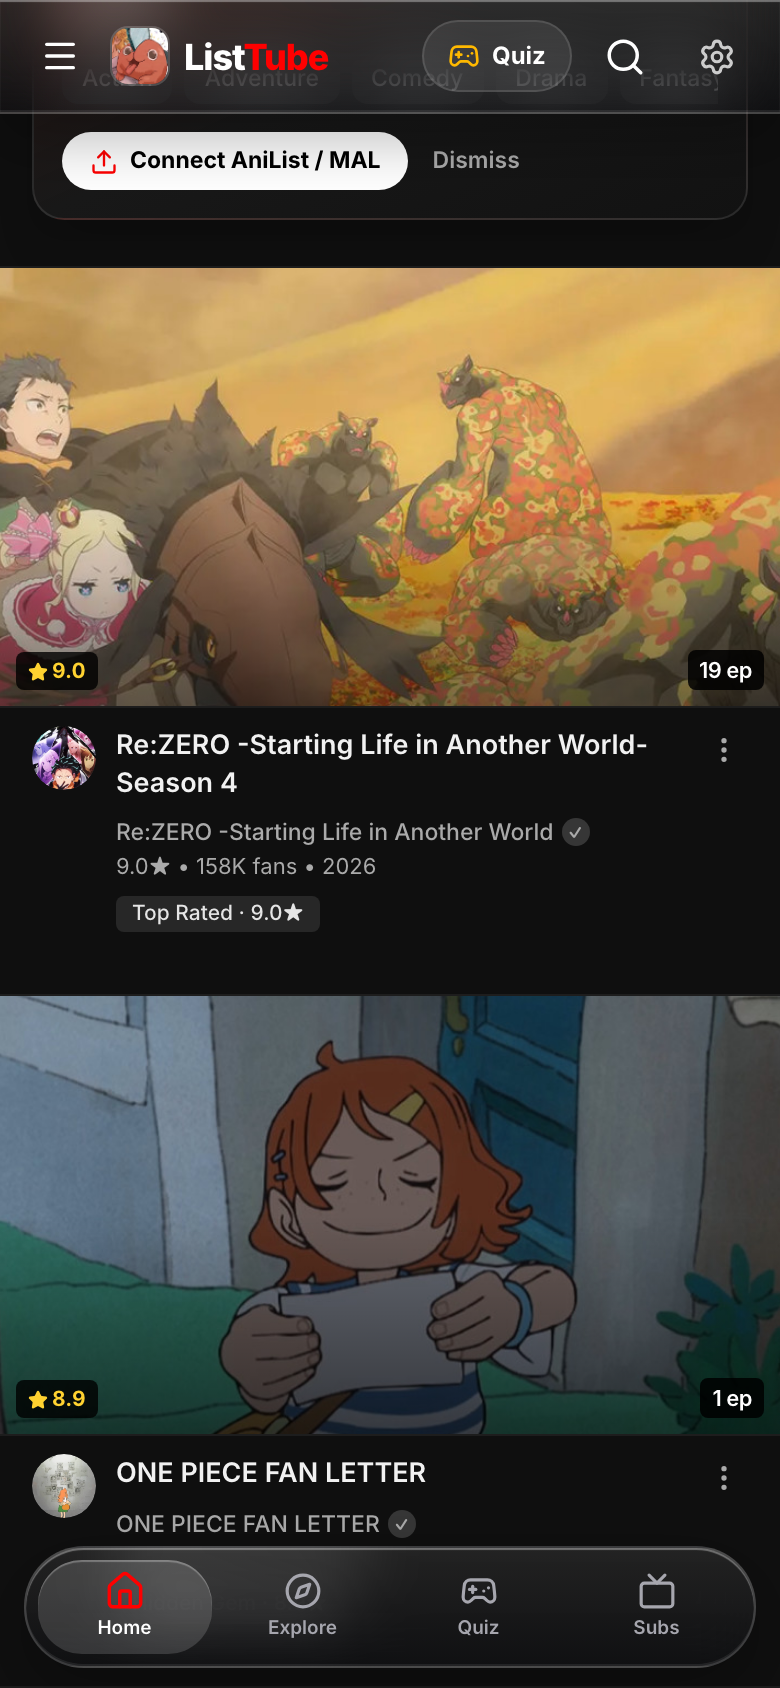 ListTube
Quiz
Action Adventure Comedy Drama Fantasy
Connect AniList / MAL
Dismiss
9.0
19 ep
Re:ZERO -Starting Life in Another World-
Season 4
Re:ZERO -Starting Life in Another World
9.0★ • 158K fans • 2026
Top Rated · 9.0★
8.9
1 ep
ONE PIECE FAN LETTER
ONE PIECE FAN LETTER
Home
Explore
Quiz
Subs